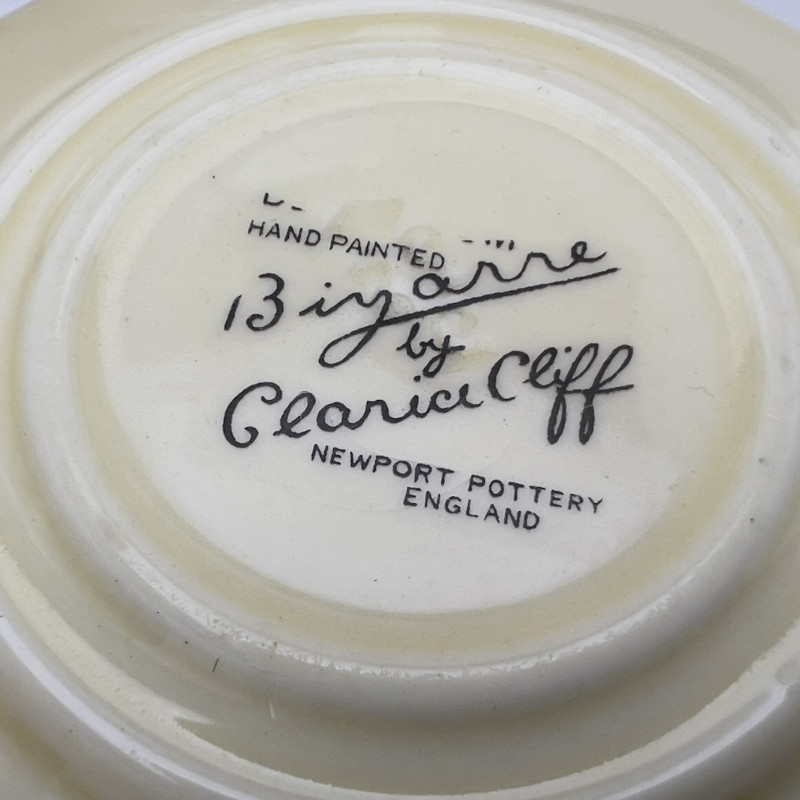 HAND PAINTED
Bizarre
by
Clarice Cliff
NEWPORT POTTERY
ENGLAND